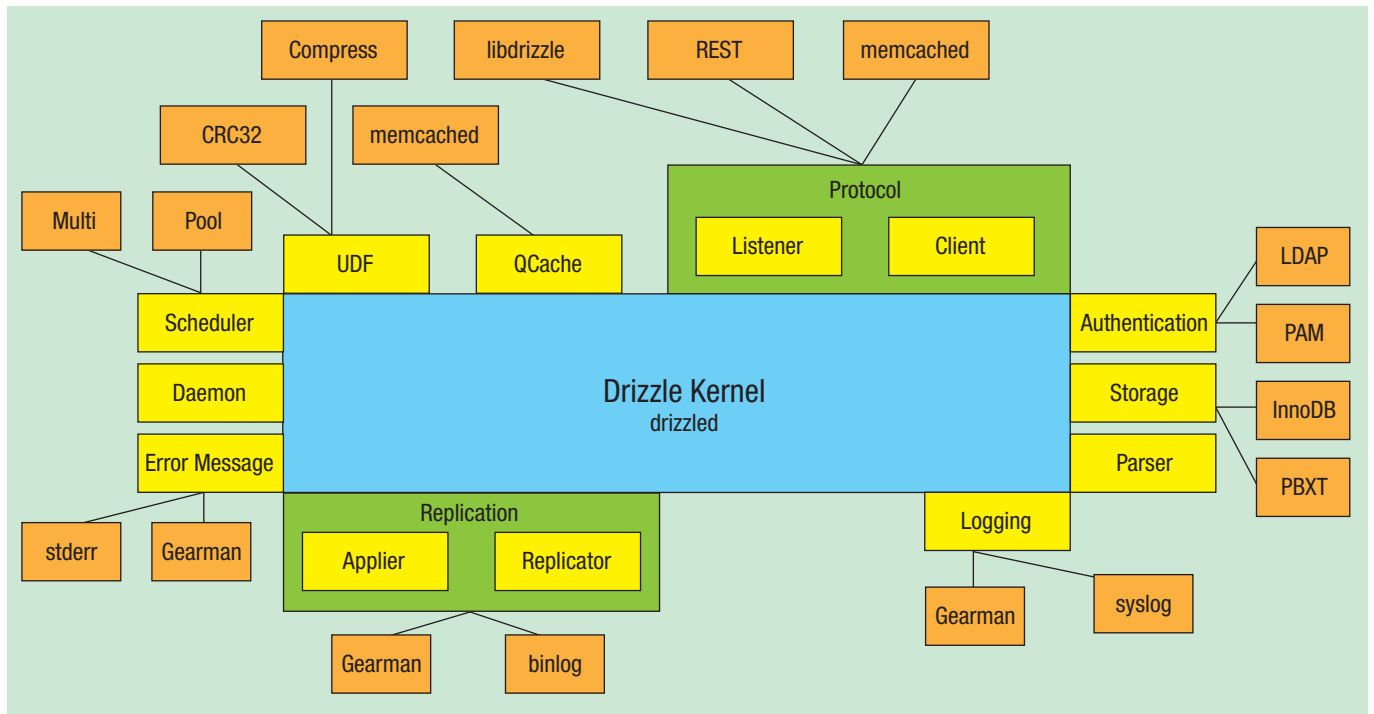 Compress
libdrizzle
REST
memcached
CRC32
memcached
Protocol
Multi
Pool
Listener
Client
UDF
QCache
LDAP
Scheduler
Authentication
PAM
Daemon
Drizzle Kernel
drizzled
Storage
InnoDB
Error Message
Parser
PBXT
Replication
Logging
stderr
Gearman
Applier
Replicator
Gearman
syslog
Gearman
binlog